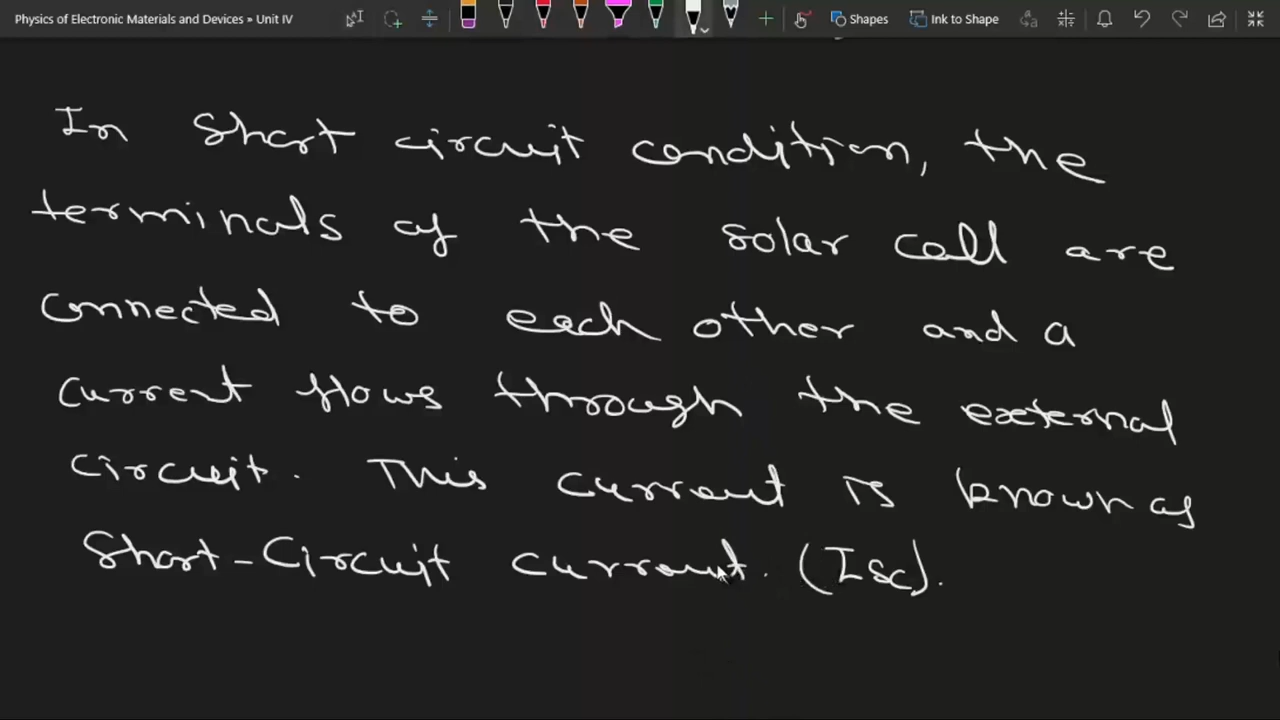 Physics of Electronic Materials and Devices » Unit IV
Shapes
Ink to Shape
In short circuit condition, the
terminals of the solar cell are
connected to each other and a
current flows through the external
circuit. This current is known as
Short-Circuit current. (Isc).